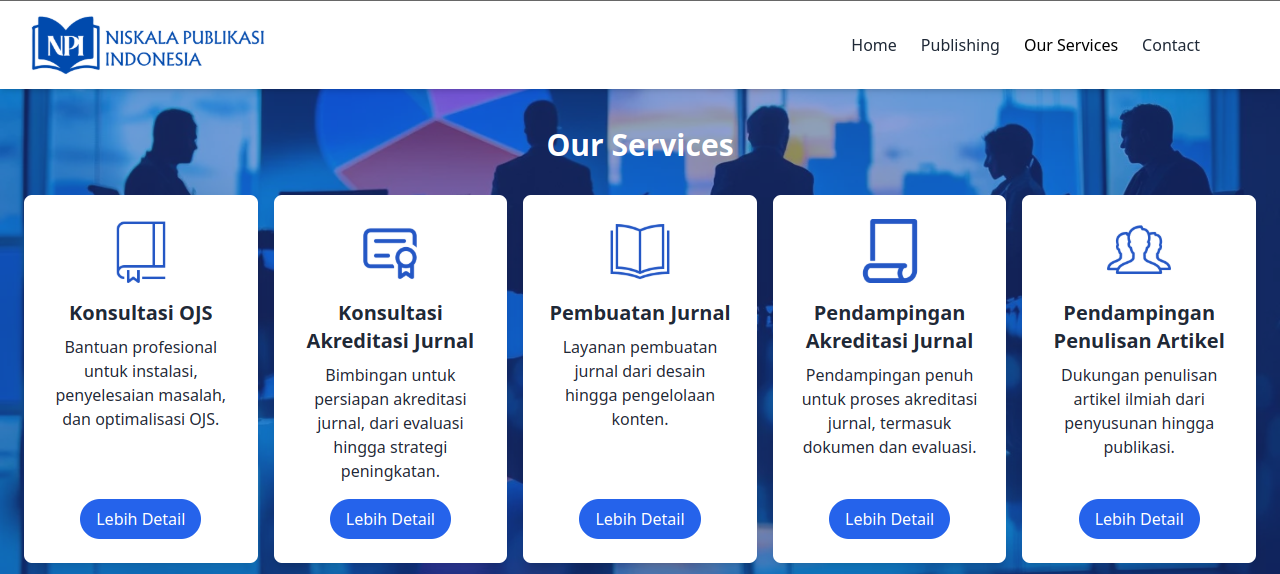 NPI
NISKALA PUBLIKASI
INDONESIA
Home
Publishing
Our Services
Contact
Our Services
Konsultasi OJS
Bantuan profesional
untuk instalasi,
penyelesaian masalah,
dan optimalisasi OJS.
Lebih Detail
Konsultasi
Akreditasi Jurnal
Bimbingan untuk
persiapan akreditasi
jurnal, dari evaluasi
hingga strategi
peningkatan.
Lebih Detail
Pembuatan Jurnal
Layanan pembuatan
jurnal dari desain
hingga pengelolaan
konten.
Lebih Detail
Pendampingan
Akreditasi Jurnal
Pendampingan penuh
untuk proses akreditasi
jurnal, termasuk
dokumen dan evaluasi.
Lebih Detail
Pendampingan
Penulisan Artikel
Dukungan penulisan
artikel ilmiah dari
penyusunan hingga
publikasi.
Lebih Detail